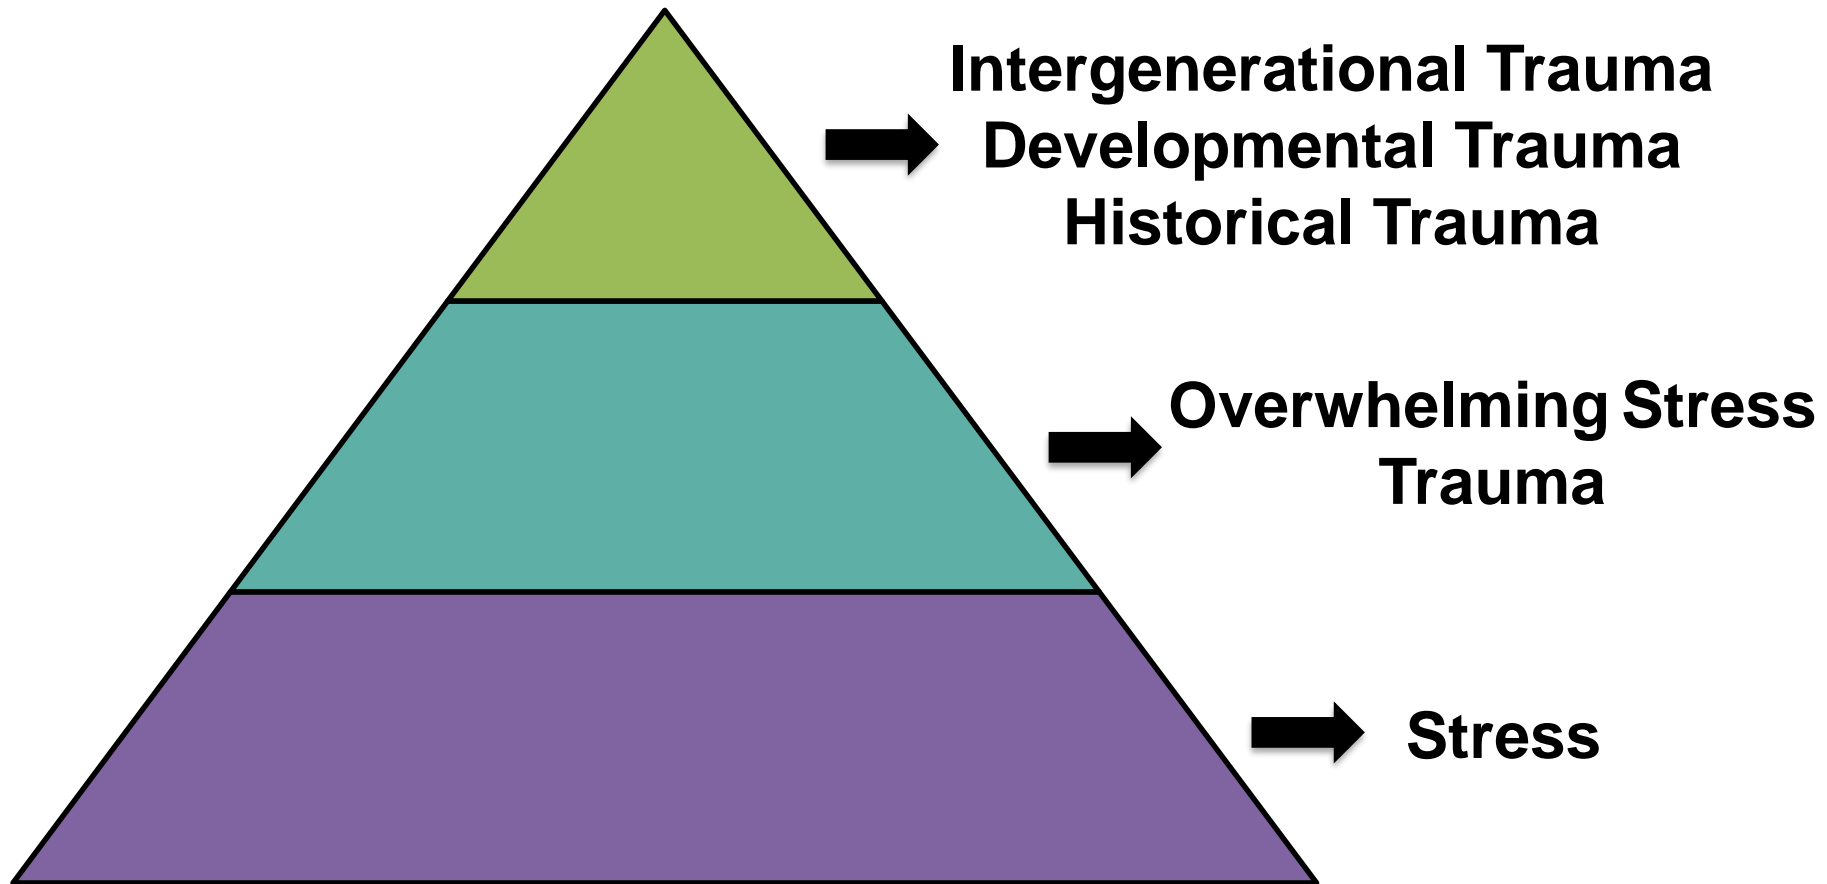 Intergenerational Trauma
Developmental Trauma
Historical Trauma
Overwhelming Stress
Trauma
Stress